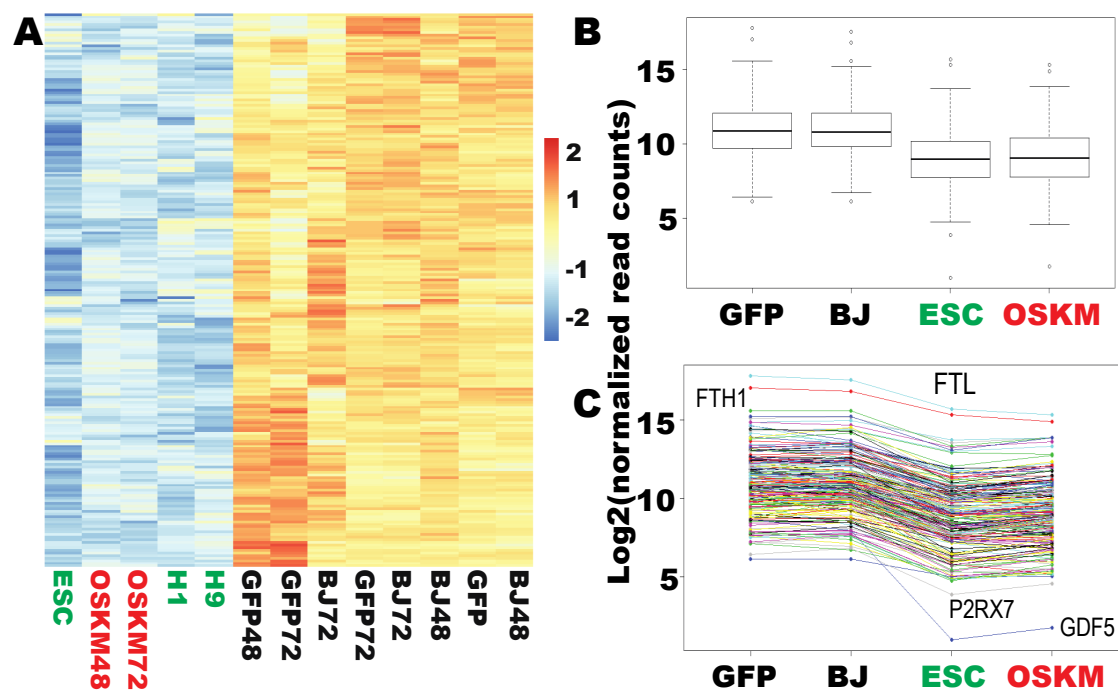 A
2
1
-1
-2
ESC
OSKM48
OSKM72
H1
H9
GFP48
GFP72
BJ72
GFP72
BJ72
BJ48
GFP
BJ48
Log2(normalized read counts)
B
15
10
5
GFP BJ ESC OSKM
C
FTH1
FTL
15
10
5
P2RX7
GDF5
GFP BJ ESC OSKM